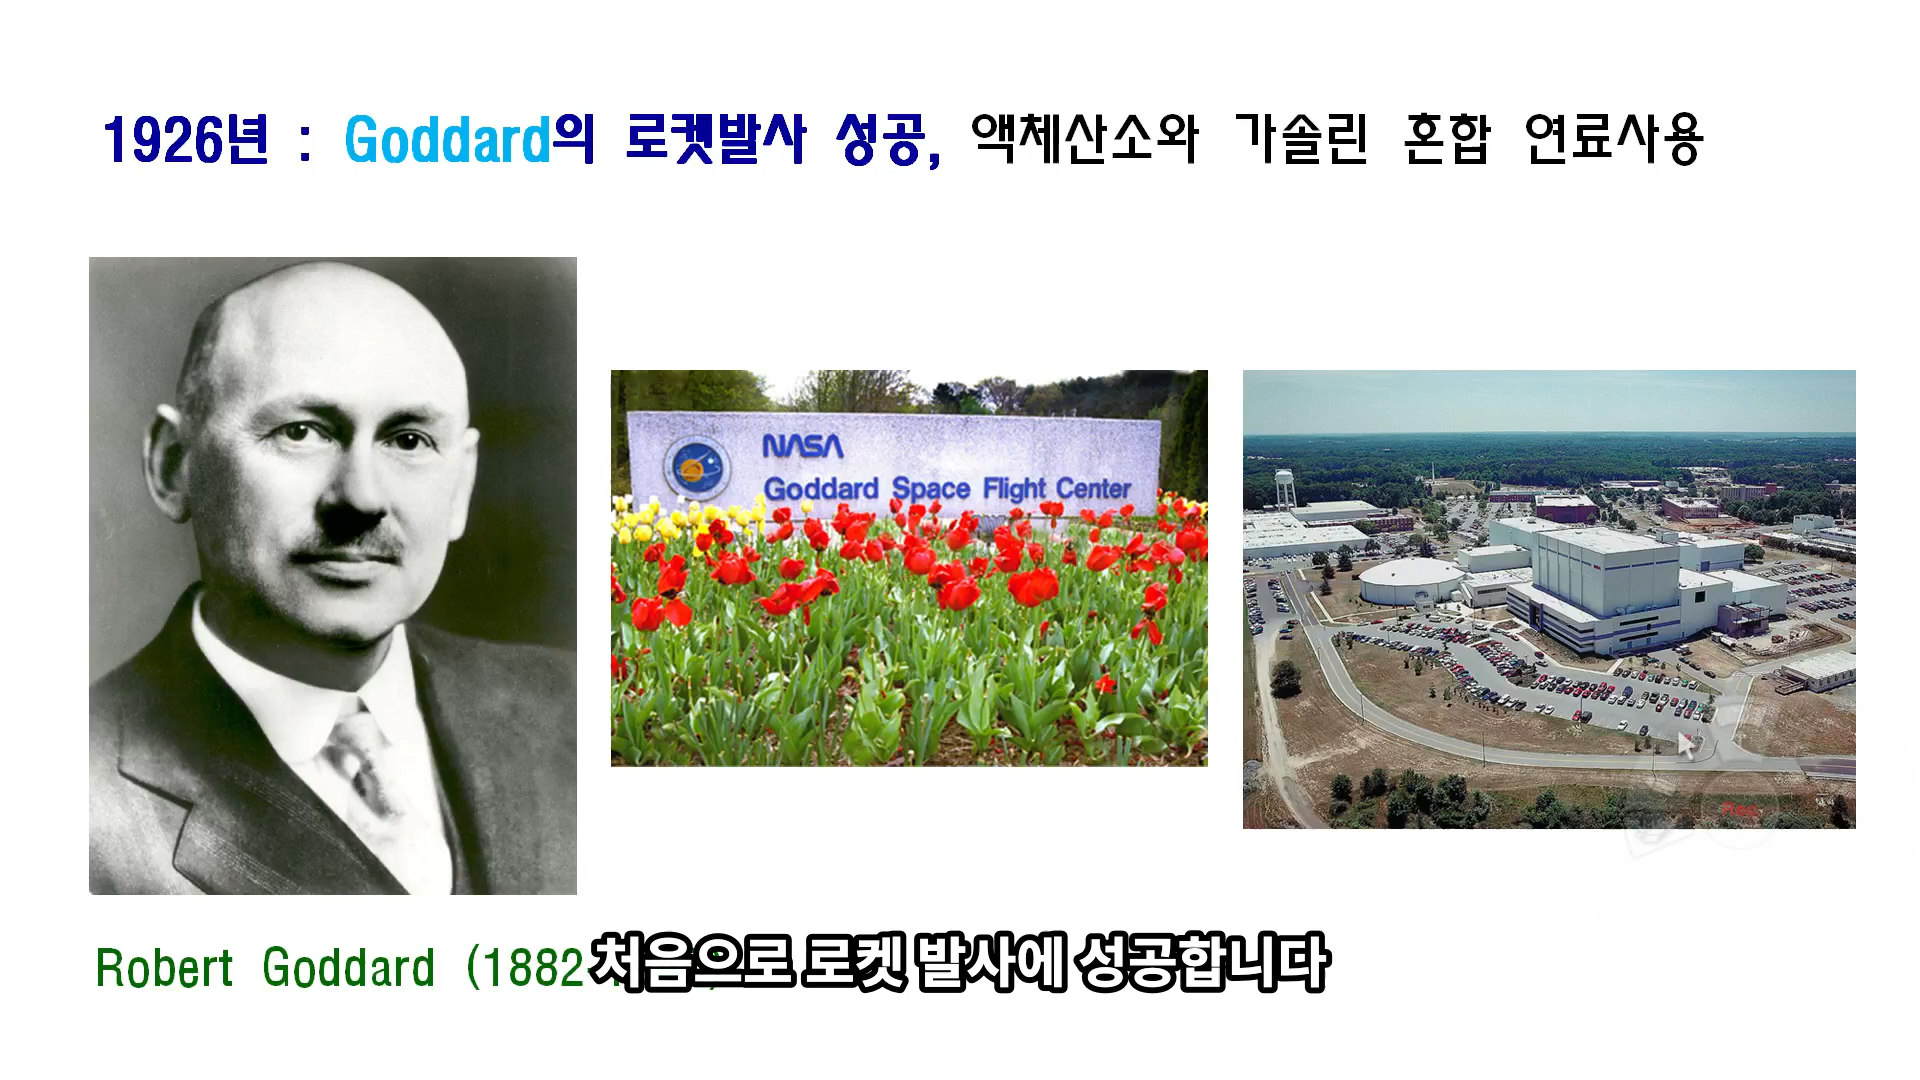 1926년 : Goddard의 로켓발사 성공, 액체산소와 가솔린 혼합 연료사용
NASA
Goddard Space Flight Center
Robert Goddard (1882
처음으로 로켓 발사에 성공합니다